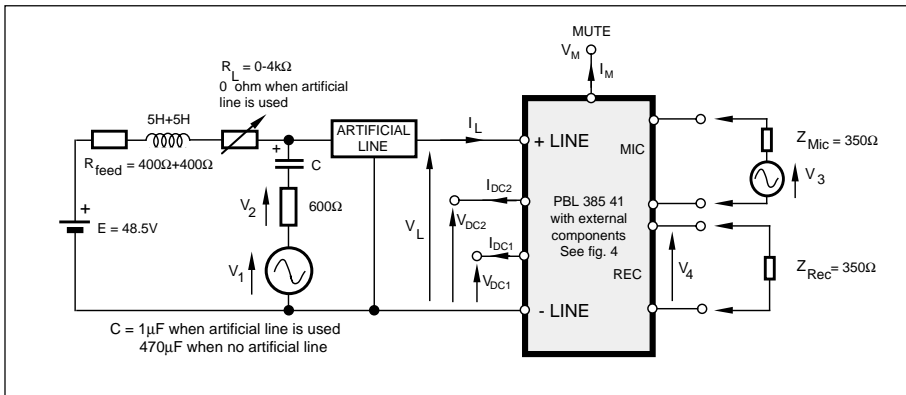 MUTE
V_M
I_M
R_L = 0-4kΩ
0 ohm when artificial
line is used
5H+5H
ARTIFICIAL
LINE
I_L
+ LINE
MIC
Z_Mic = 350Ω
R_feed = 400Ω+400Ω
+
C
I_DC2
PBL 385 41
with external
components
See fig. 4
V_3
+
E = 48.5V
V_2
600Ω
V_L
V_DC2
I_DC1
REC
V_4
Z_Rec = 350Ω
V_1
V_DC1
- LINE
C = 1µF when artificial line is used
470µF when no artificial line